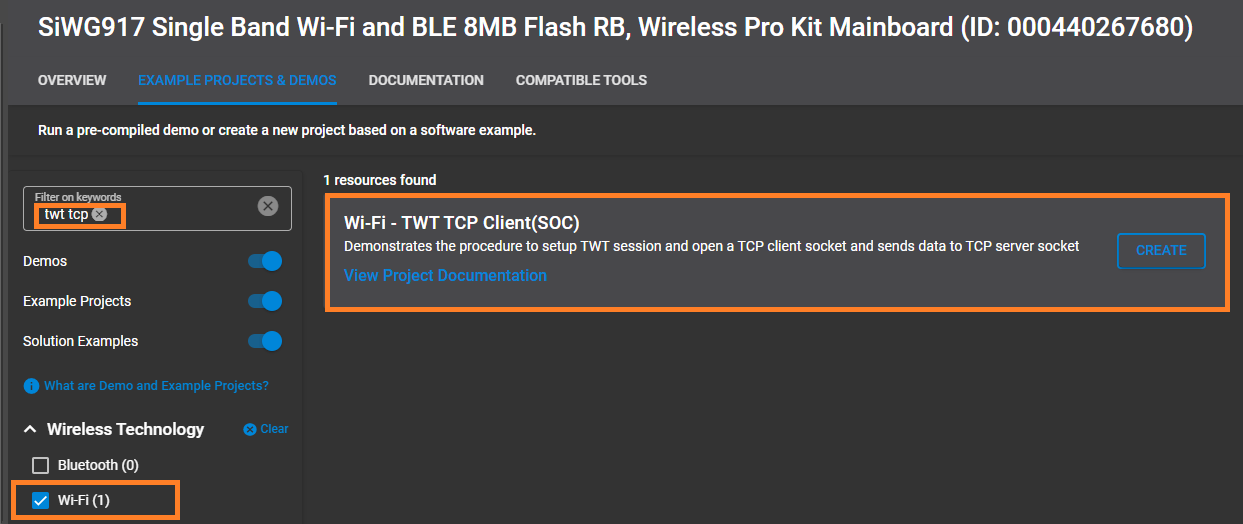 SiWG917 Single Band Wi-Fi and BLE 8MB Flash RB, Wireless Pro Kit Mainboard (ID: 000440267680)
OVERVIEW EXAMPLE PROJECTS & DEMOS DOCUMENTATION COMPATIBLE TOOLS
Run a pre-compiled demo or create a new project based on a software example.
Filter on keywords
twt tcp
Demos
Example Projects
Solution Examples
What are Demo and Example Projects?
Wireless Technology Clear
Bluetooth (0)
Wi-Fi (1)
1 resources found
Wi-Fi - TWT TCP Client(SOC)
Demonstrates the procedure to setup TWT session and open a TCP client socket and sends data to TCP server socket
View Project Documentation
CREATE